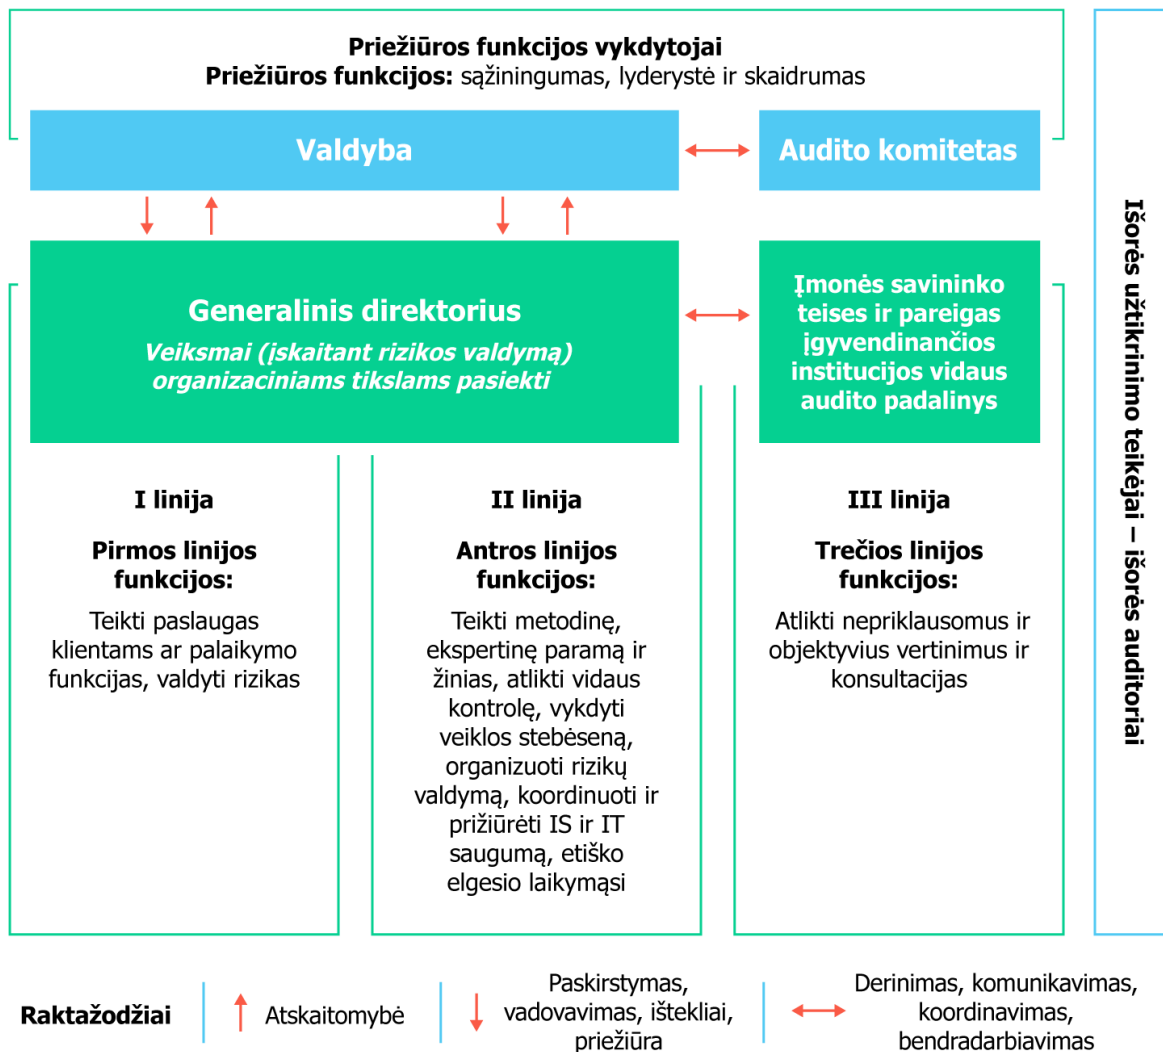 Priežiūros funkcijos vykdytojai
Priežiūros funkcijos: sąžiningumas, lyderystė ir skaidrumas
Valdyba
Audito komitetas
Generalinis direktorius
Veiksmai (įskaitant rizikos valdymą)
organizaciniams tikslams pasiekti
Įmonės savininko
teises ir pareigas
įgyvendinančios
institucijos vidaus
audito padalinys
I linija
Pirmos linijos
funkcijos:
Teikti paslaugas
klientams ar palaikymo
funkcijas, valdyti rizikas
II linija
Antros linijos
funkcijos:
Teikti metodinę,
ekspertinę paramą ir
žinias, atlikti vidaus
kontrolę, vykdyti
veiklos stebėseną,
organizuoti rizikų
valdymą, koordinuoti ir
prižiūrėti IS ir IT
saugumą, etiško
elgesio laikymąsi
III linija
Trečios linijos
funkcijos:
Atlikti nepriklausomus ir
objektyvius vertinimus ir
konsultacijas
Išorės užtikrinimo teikėjai – išorės auditoriai
Raktažodžiai
Atskaitomybė
Paskirstymas,
vadovavimas, ištekliai,
priežiūra
Derinimas, komunikavimas,
koordinavimas,
bendradarbiavimas